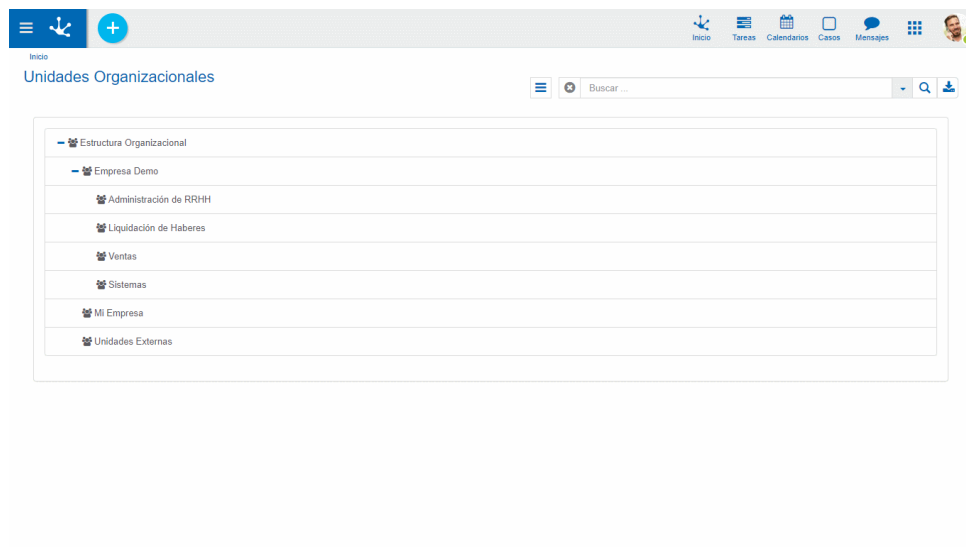 Inicio Tareas Calendarios Casos Mensajes
Inicio
Unidades Organizacionales
Buscar ...
Estructura Organizacional
Empresa Demo
Administración de RRHH
Liquidación de Haberes
Ventas
Sistemas
Mi Empresa
Unidades Externas